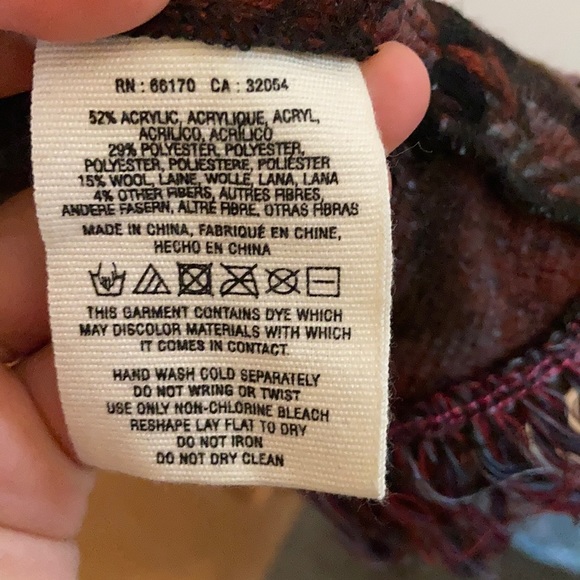 RN : 66170 CA : 32054
52% ACRYLIC, ACRYLIQUE, ACRYL,
ACRILICO, ACRÍLICO
29% POLYESTER, POLYESTER,
POLYESTER, POLIESTERE, POLIÉSTER
15% WOOL, LAINE, WOLLE, LANA, LANA
4% OTHER FIBERS, AUTRES FIBRES,
ANDERE FASERN, ALTRE FIBRE, OTRAS FIBRAS
MADE IN CHINA, FABRIQUÉ EN CHINE,
HECHO EN CHINA
THIS GARMENT CONTAINS DYE WHICH
MAY DISCOLOR MATERIALS WITH WHICH
IT COMES IN CONTACT.
HAND WASH COLD SEPARATELY
DO NOT WRING OR TWIST
USE ONLY NON-CHLORINE BLEACH
RESHAPE LAY FLAT TO DRY
DO NOT IRON
DO NOT DRY CLEAN